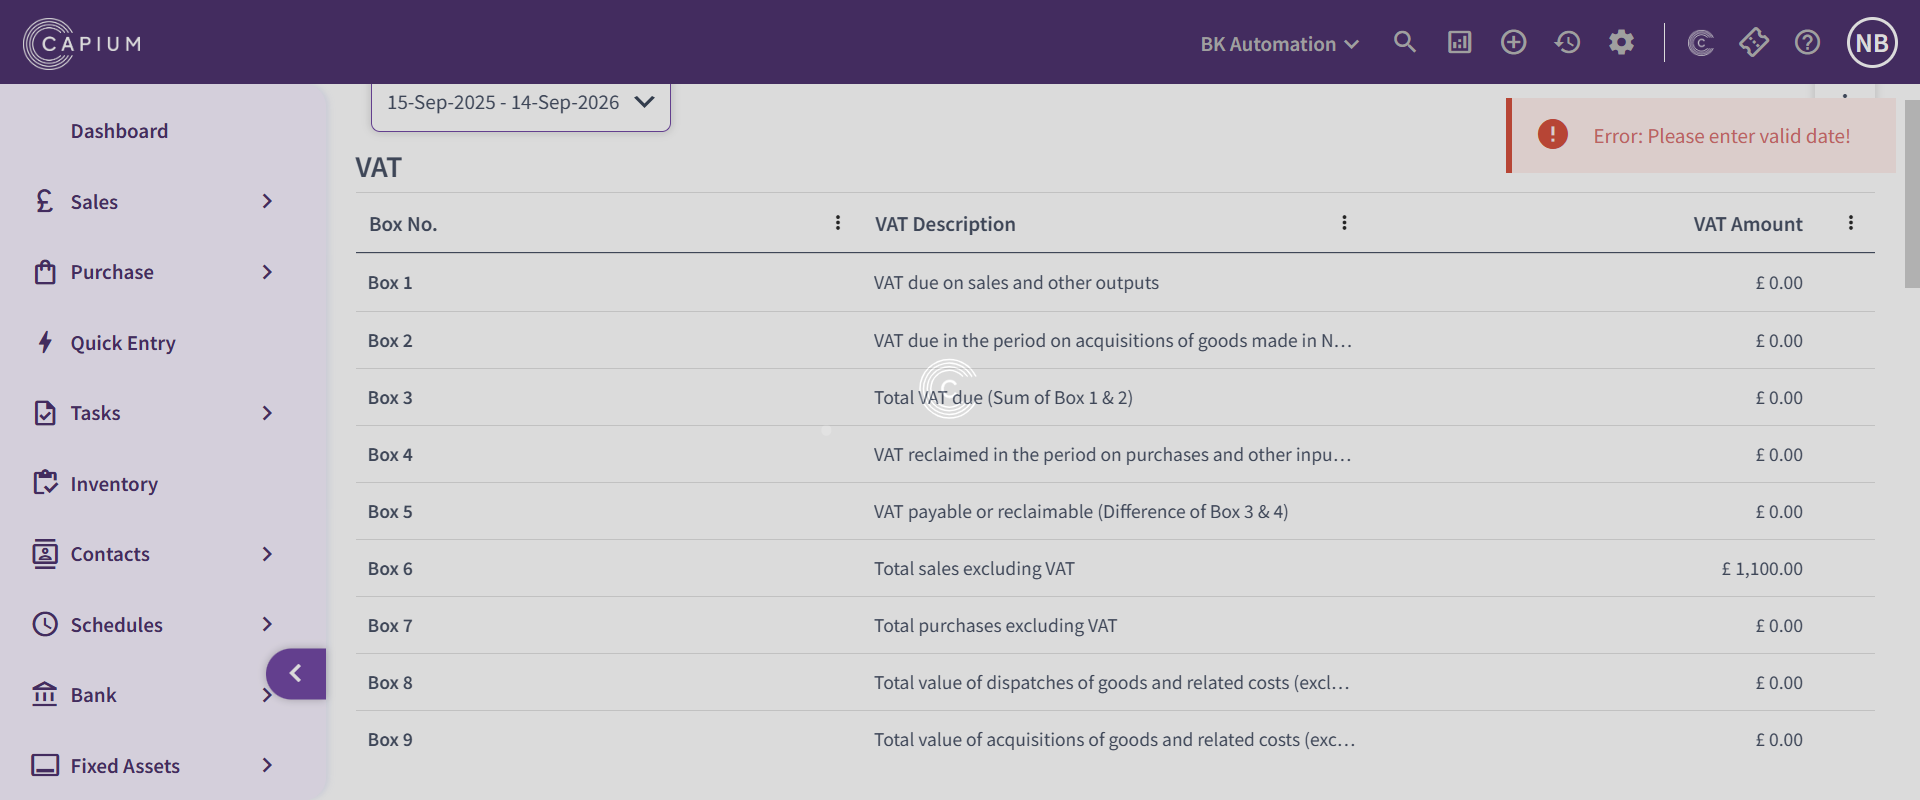 CAPIUM
BK Automation
NB
Dashboard
Sales
Purchase
Quick Entry
Tasks
Inventory
Contacts
Schedules
Bank
Fixed Assets
15-Sep-2025 - 14-Sep-2026
Error: Please enter valid date!
VAT
Box No. VAT Description VAT Amount
Box 1 VAT due on sales and other outputs £ 0.00
Box 2 VAT due in the period on acquisitions of goods made in N... £ 0.00
Box 3 Total VAT due (Sum of Box 1 & 2) £ 0.00
Box 4 VAT reclaimed in the period on purchases and other inpu... £ 0.00
Box 5 VAT payable or reclaimable (Difference of Box 3 & 4) £ 0.00
Box 6 Total sales excluding VAT £ 1,100.00
Box 7 Total purchases excluding VAT £ 0.00
Box 8 Total value of dispatches of goods and related costs (excl... £ 0.00
Box 9 Total value of acquisitions of goods and related costs (exc... £ 0.00